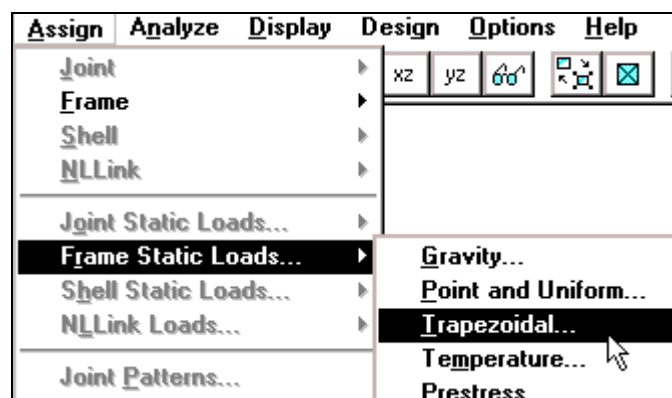 Assign Analyze Display Design Options Help
Joint
xz yz
Frame
Shell
NLLink
Joint Static Loads...
Frame Static Loads...
Gravity...
Shell Static Loads...
Point and Uniform...
NLLink Loads...
Trapezoidal...
Temperature...
Joint Patterns...
Prestress